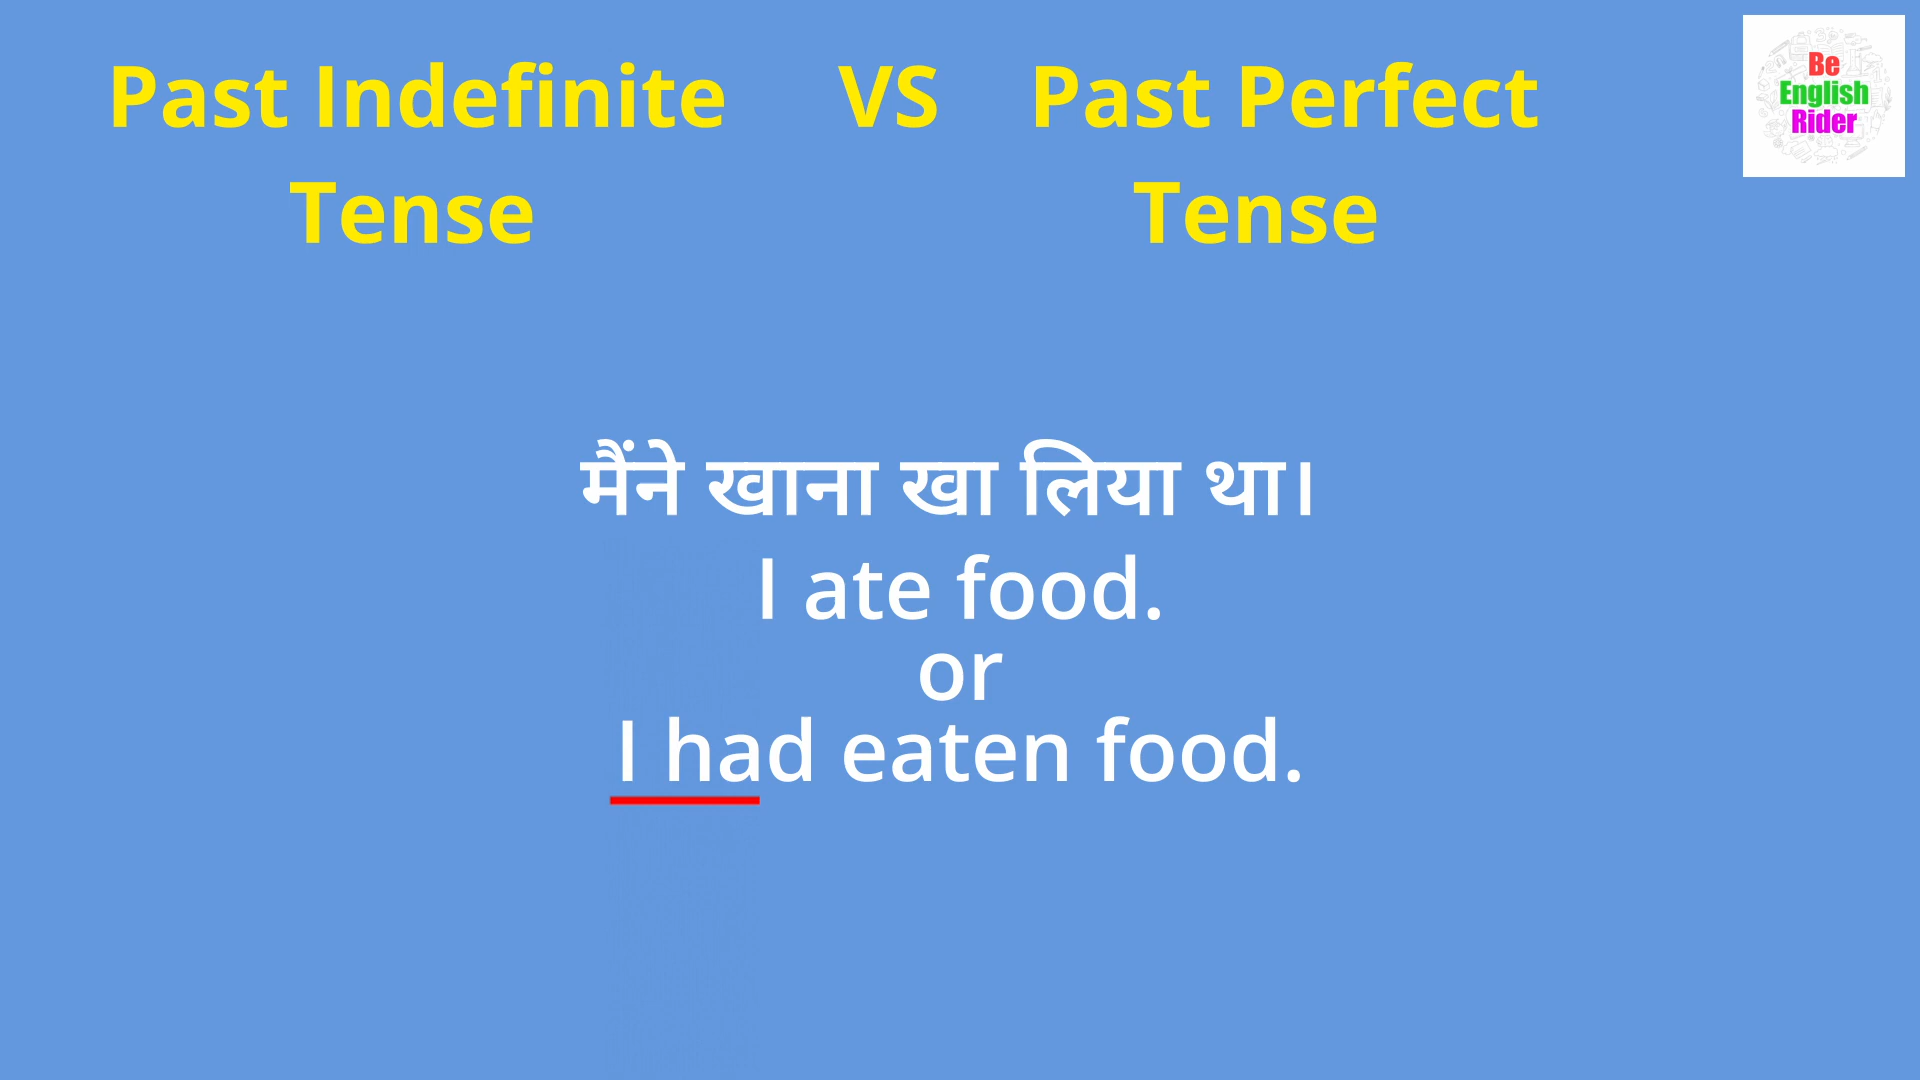 Past Indefinite VS Past Perfect
Tense Tense
Be
English
Rider
मैंने खाना खा लिया था।
I ate food.
or
I had eaten food.